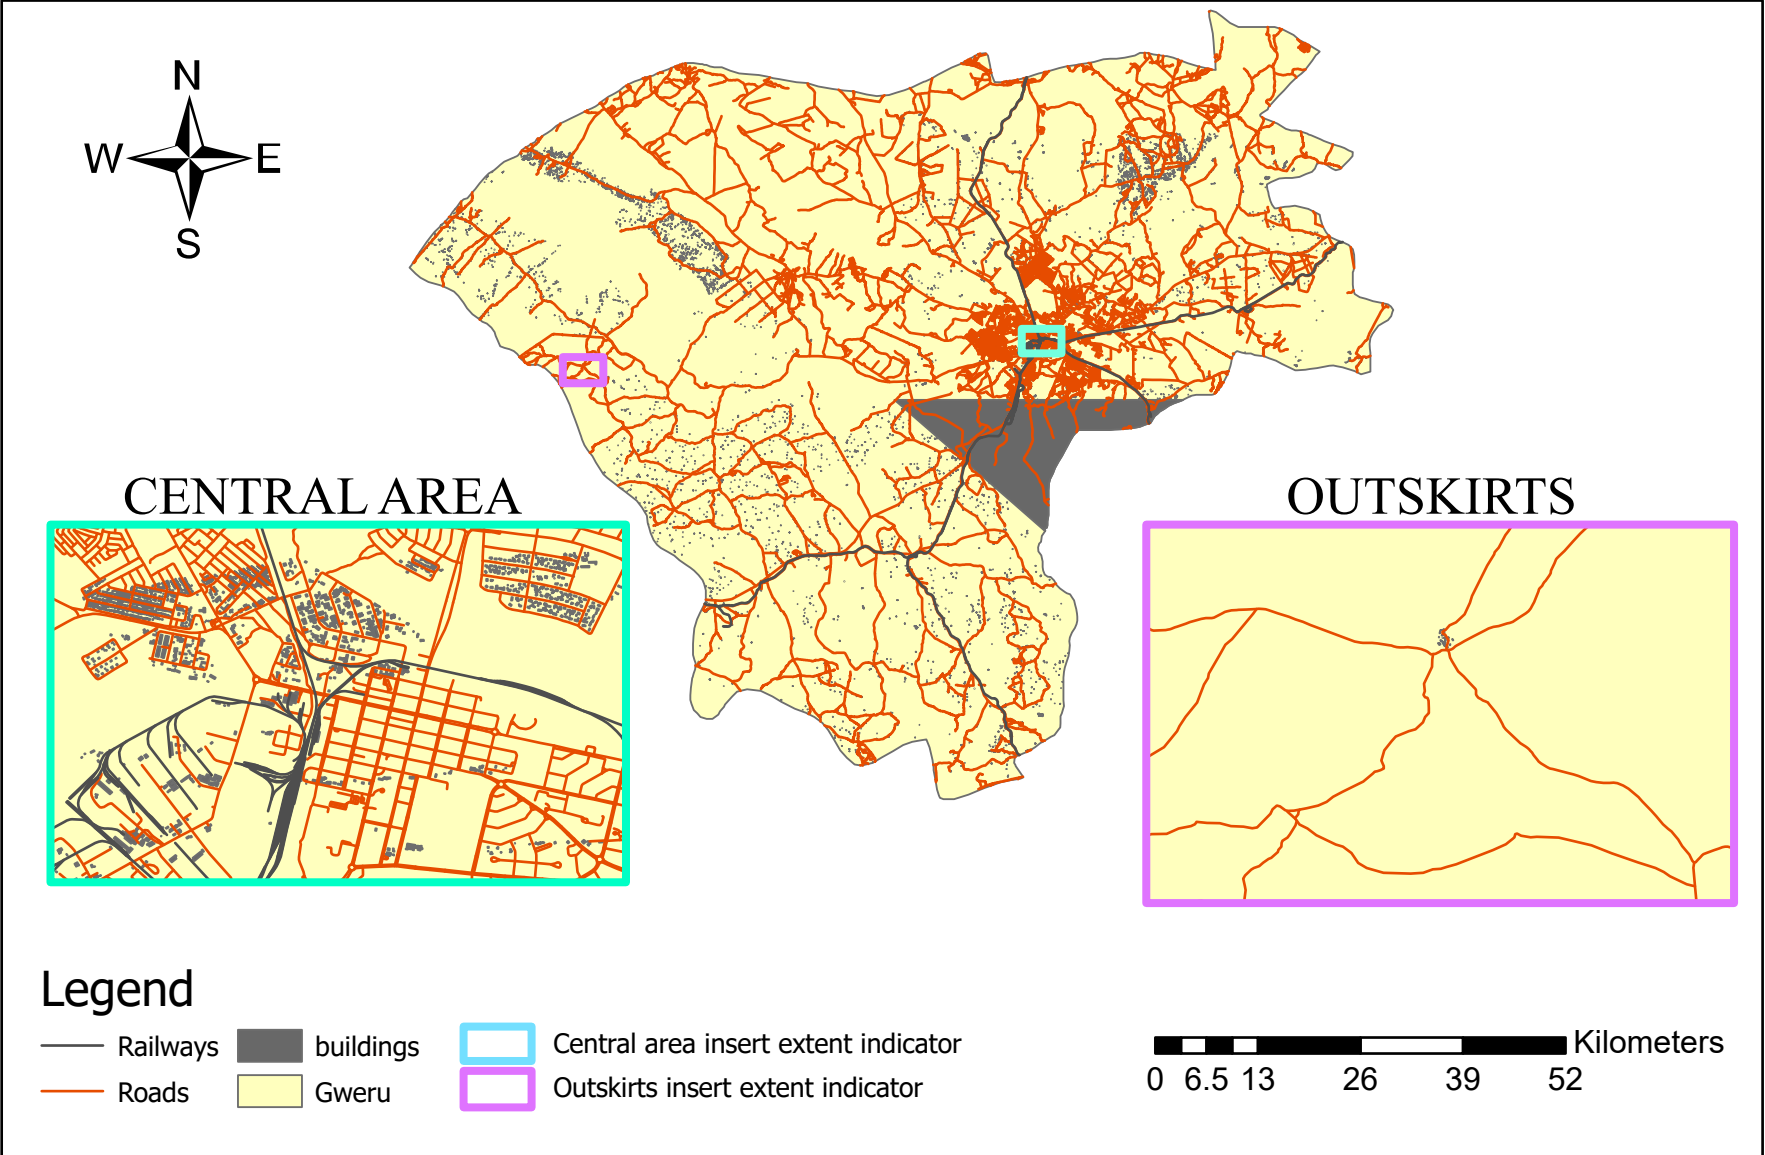 N
W E
S
CENTRAL AREA
OUTSKIRTS
Legend
Railways
buildings
Central area insert extent indicator
Roads
Gweru
Outskirts insert extent indicator
Kilometers
0 6.5 13 26 39 52